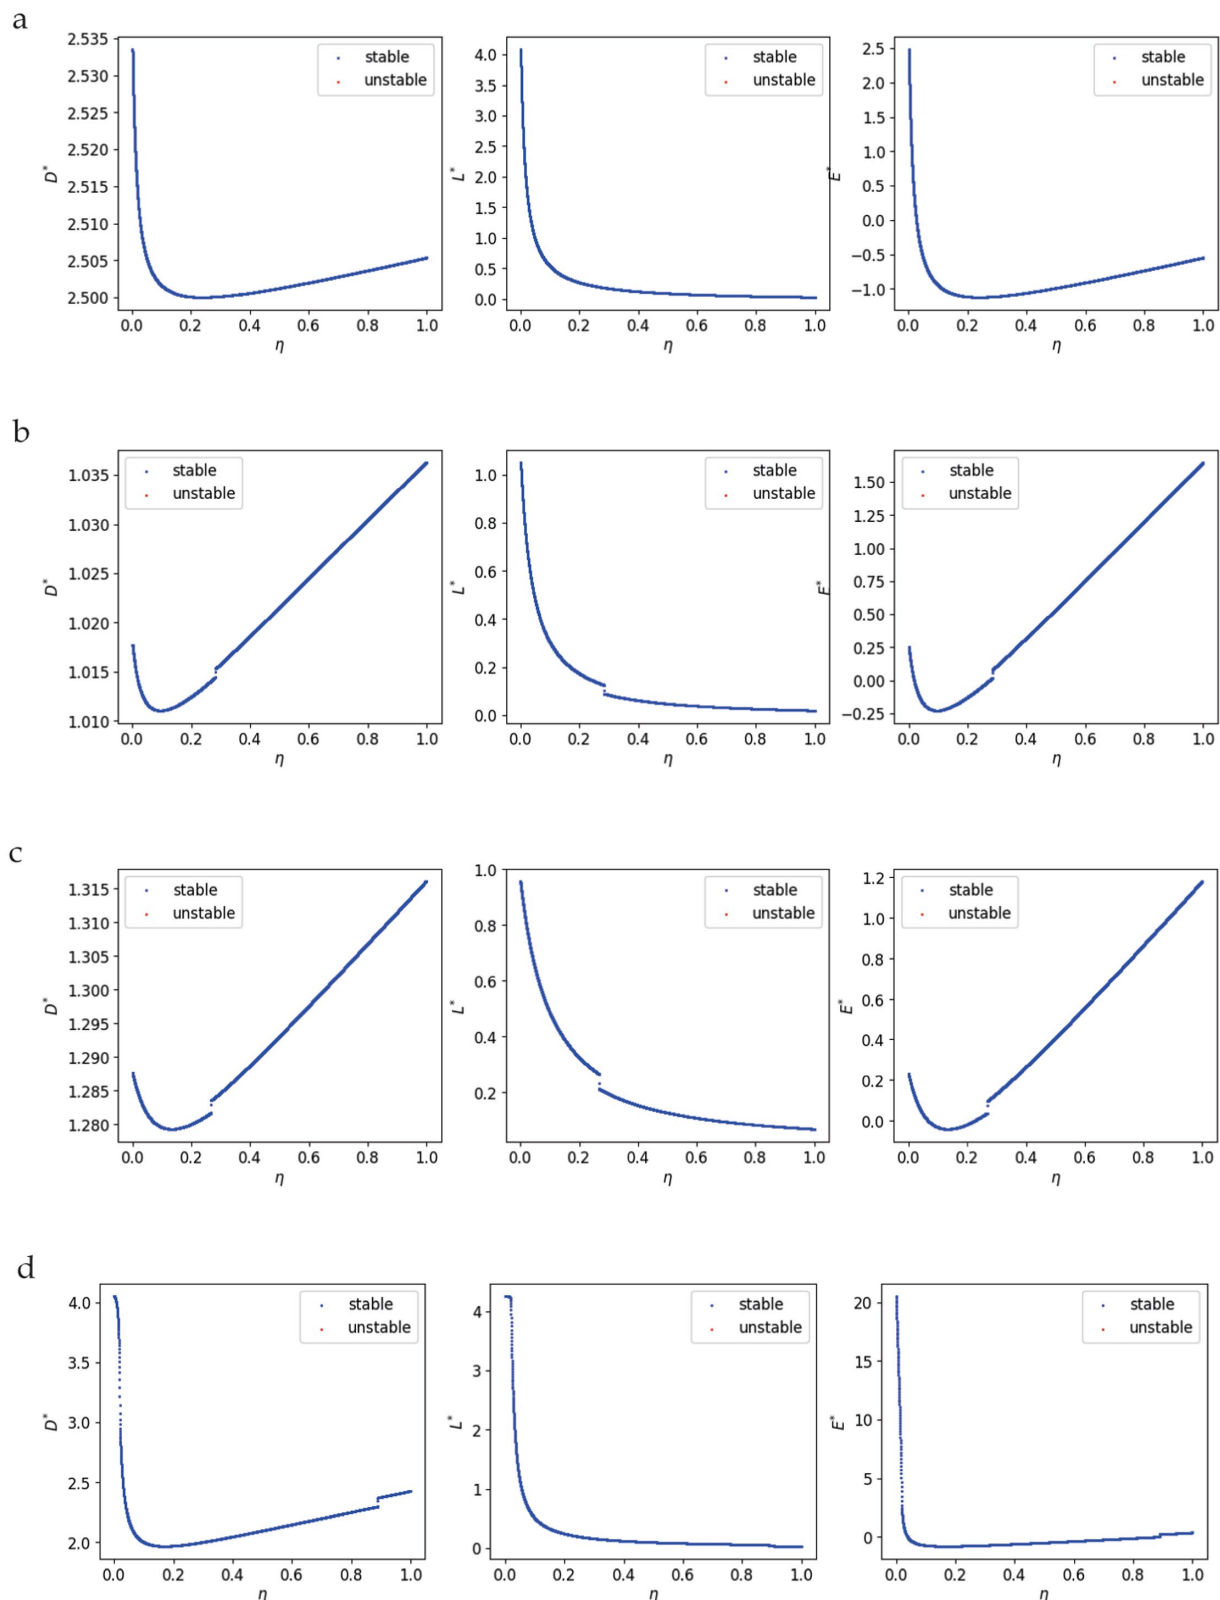 a
2.535
2.530
2.525
2.520
2.515
2.510
2.505
2.500
D*
0.0 0.2 0.4 0.6 0.8 1.0
η
stable
unstable
4.0
3.5
3.0
2.5
2.0
1.5
1.0
0.5
0.0
L*
0.0 0.2 0.4 0.6 0.8 1.0
η
stable
unstable
2.5
2.0
1.5
1.0
0.5
0.0
−0.5
−1.0
E*
0.0 0.2 0.4 0.6 0.8 1.0
η
stable
unstable
b
1.035
1.030
1.025
1.020
1.015
1.010
D*
0.0 0.2 0.4 0.6 0.8 1.0
η
stable
unstable
1.0
0.8
0.6
0.4
0.2
0.0
L*
0.0 0.2 0.4 0.6 0.8 1.0
η
stable
unstable
1.50
1.25
1.00
0.75
0.50
0.25
0.00
−0.25
E*
0.0 0.2 0.4 0.6 0.8 1.0
η
stable
unstable
c
1.315
1.310
1.305
1.300
1.295
1.290
1.285
1.280
D*
0.0 0.2 0.4 0.6 0.8 1.0
η
stable
unstable
1.0
0.8
0.6
0.4
0.2
L*
0.0 0.2 0.4 0.6 0.8 1.0
η
stable
unstable
1.2
1.0
0.8
0.6
0.4
0.2
0.0
E*
0.0 0.2 0.4 0.6 0.8 1.0
η
stable
unstable
d
4.0
3.5
3.0
2.5
2.0
D*
0.0 0.2 0.4 0.6 0.8 1.0
η
stable
unstable
4
3
2
1
0
L*
0.0 0.2 0.4 0.6 0.8 1.0
η
stable
unstable
20
15
10
5
0
E*
0.0 0.2 0.4 0.6 0.8 1.0
η
stable
unstable